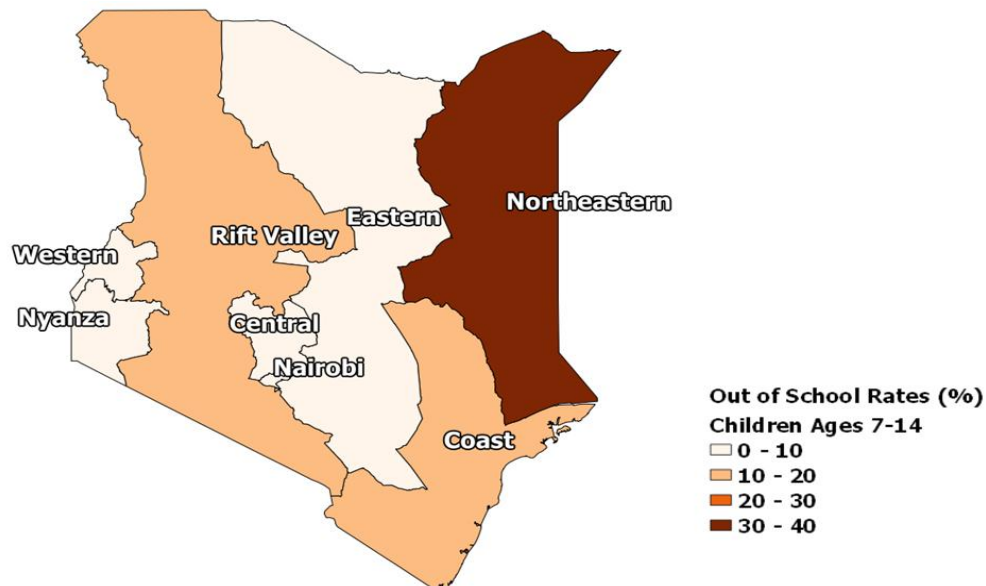 Northeastern
Eastern
Rift Valley
Western
Nyanza
Central
Nairobi
Coast
Out of School Rates (%)
Children Ages 7-14
0 - 10
10 - 20
20 - 30
30 - 40